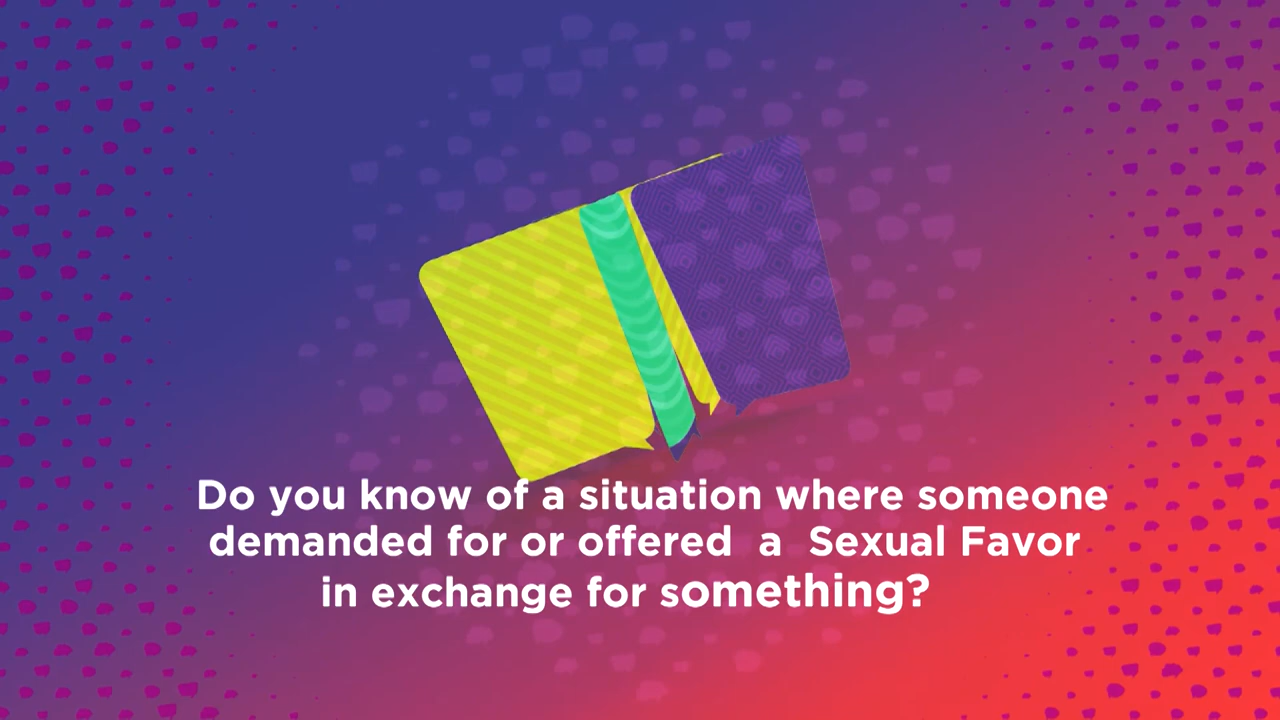 Do you know of a situation where someone
demanded for or offered a Sexual Favor
in exchange for something?